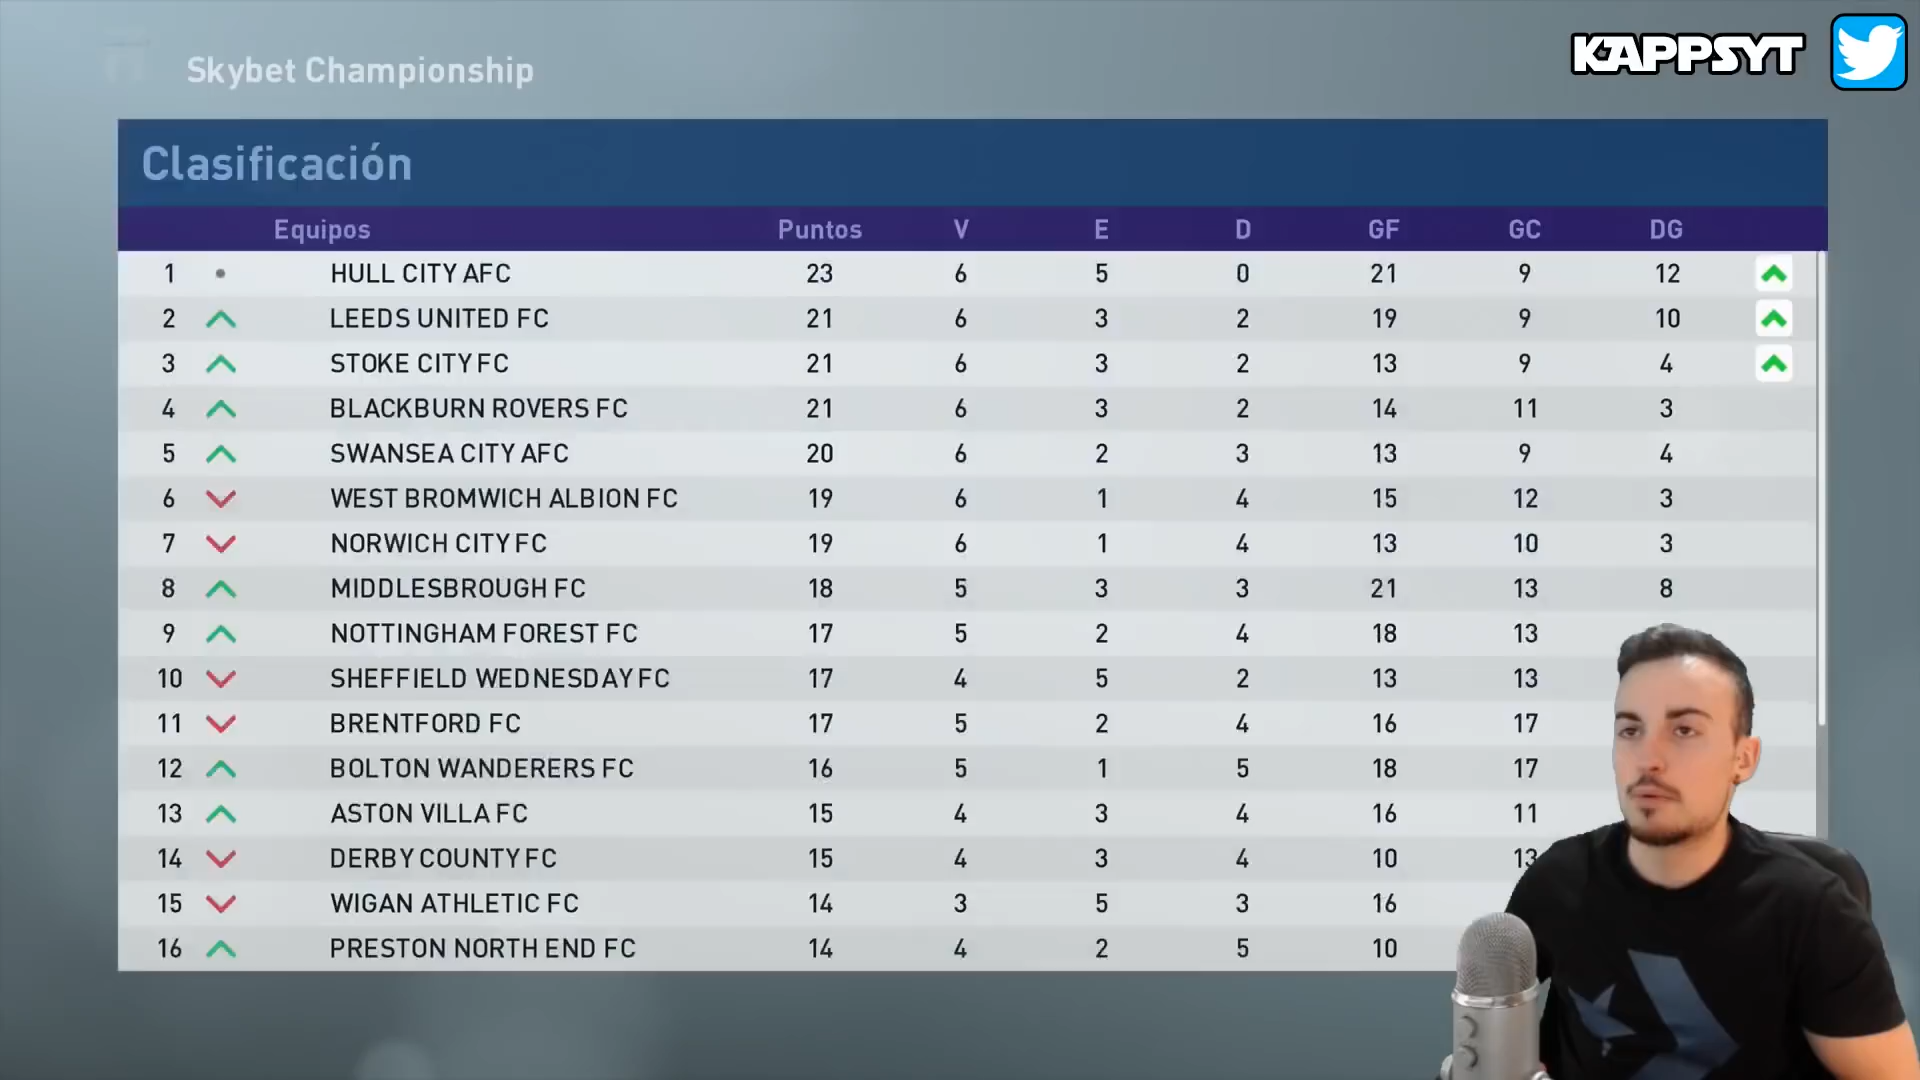 KAPPSYT
Skybet Championship
Clasificación
Equipos Puntos V E D GF GC DG
1 HULL CITY AFC 23 6 5 0 21 9 12
2 LEEDS UNITED FC 21 6 3 2 19 9 10
3 STOKE CITY FC 21 6 3 2 13 9 4
4 BLACKBURN ROVERS FC 21 6 3 2 14 11 3
5 SWANSEA CITY AFC 20 6 2 3 13 9 4
6 WEST BROMWICH ALBION FC 19 6 1 4 15 12 3
7 NORWICH CITY FC 19 6 1 4 13 10 3
8 MIDDLESBROUGH FC 18 5 3 3 21 13 8
9 NOTTINGHAM FOREST FC 17 5 2 4 18 13
10 SHEFFIELD WEDNESDAY FC 17 4 5 2 13 13
11 BRENTFORD FC 17 5 2 4 16 17
12 BOLTON WANDERERS FC 16 5 1 5 18 17
13 ASTON VILLA FC 15 4 3 4 16 11
14 DERBY COUNTY FC 15 4 3 4 10 13
15 WIGAN ATHLETIC FC 14 3 5 3 16
16 PRESTON NORTH END FC 14 4 2 5 10